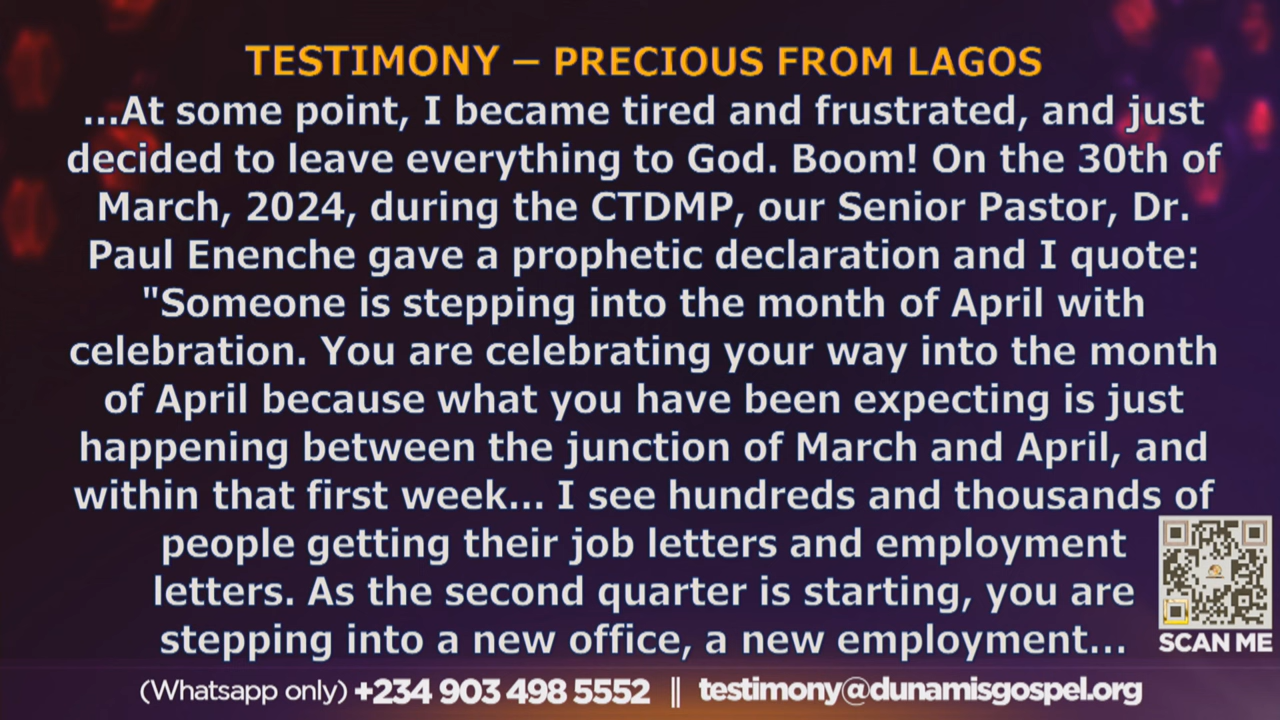 TESTIMONY – PRECIOUS FROM LAGOS
...At some point, I became tired and frustrated, and just
decided to leave everything to God. Boom! On the 30th of
March, 2024, during the CTDMP, our Senior Pastor, Dr.
Paul Enenche gave a prophetic declaration and I quote:
"Someone is stepping into the month of April with
celebration. You are celebrating your way into the month
of April because what you have been expecting is just
happening between the junction of March and April, and
within that first week... I see hundreds and thousands of
people getting their job letters and employment
letters. As the second quarter is starting, you are
stepping into a new office, a new employment...
SCAN ME
(Whatsapp only) +234 903 498 5552 || testimony@dunamisgospel.org